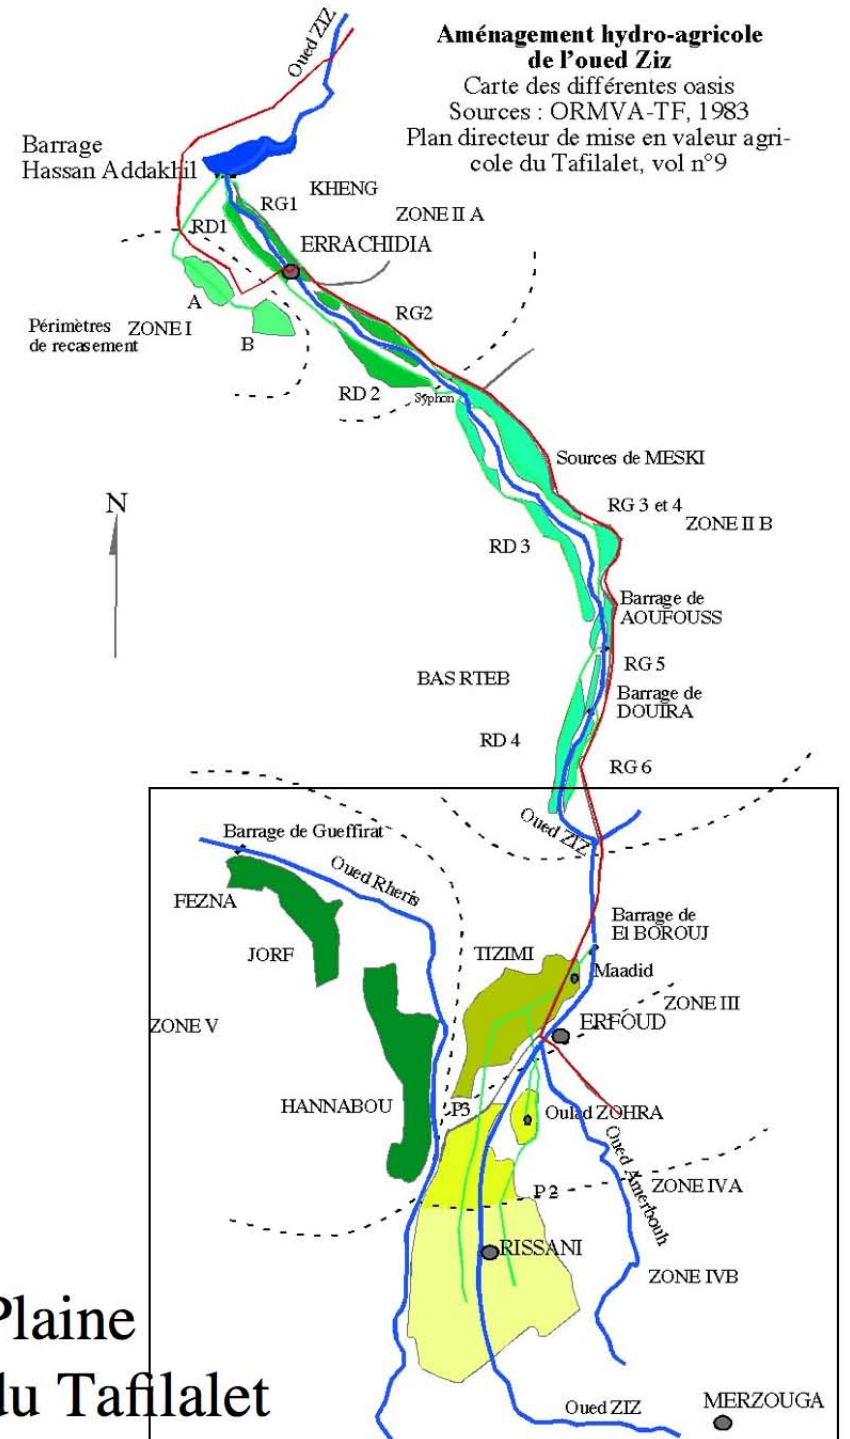 Aménagement hydro-agricole
de l'oued Ziz
Carte des différentes oasis
Sources : ORMVA-TF, 1983
Plan directeur de mise en valeur agri-
cole du Tafilalet, vol n°9
Oued ZIZ
Barrage
Hassan Addakhil
KHENG
RG1
ZONE II A
RD1
ERRACHIDIA
A
RG2
Périmètres
de recasement
ZONE I
B
RD 2
Syphon
Sources de MESKI
N
RG 3 et 4
ZONE II B
RD 3
Barrage de
AOUFOUSS
RG 5
BAS RTEB
Barrage de
DOUIRA
RD 4
RG 6
Oued ZIZ
Barrage de Gueffirat
Oued Rheris
FEZNA
Barrage de
El BOROUJ
JORF
TIZIMI
Maadid
ZONE III
ZONE V
ERFOUD
HANNABOU
P3
Oulad ZOHRA
Oued Amerbouh
P 2
ZONE IVA
RISSANI
ZONE IVB
Plaine
du Tafilalet
MERZOUGA
Oued ZIZ